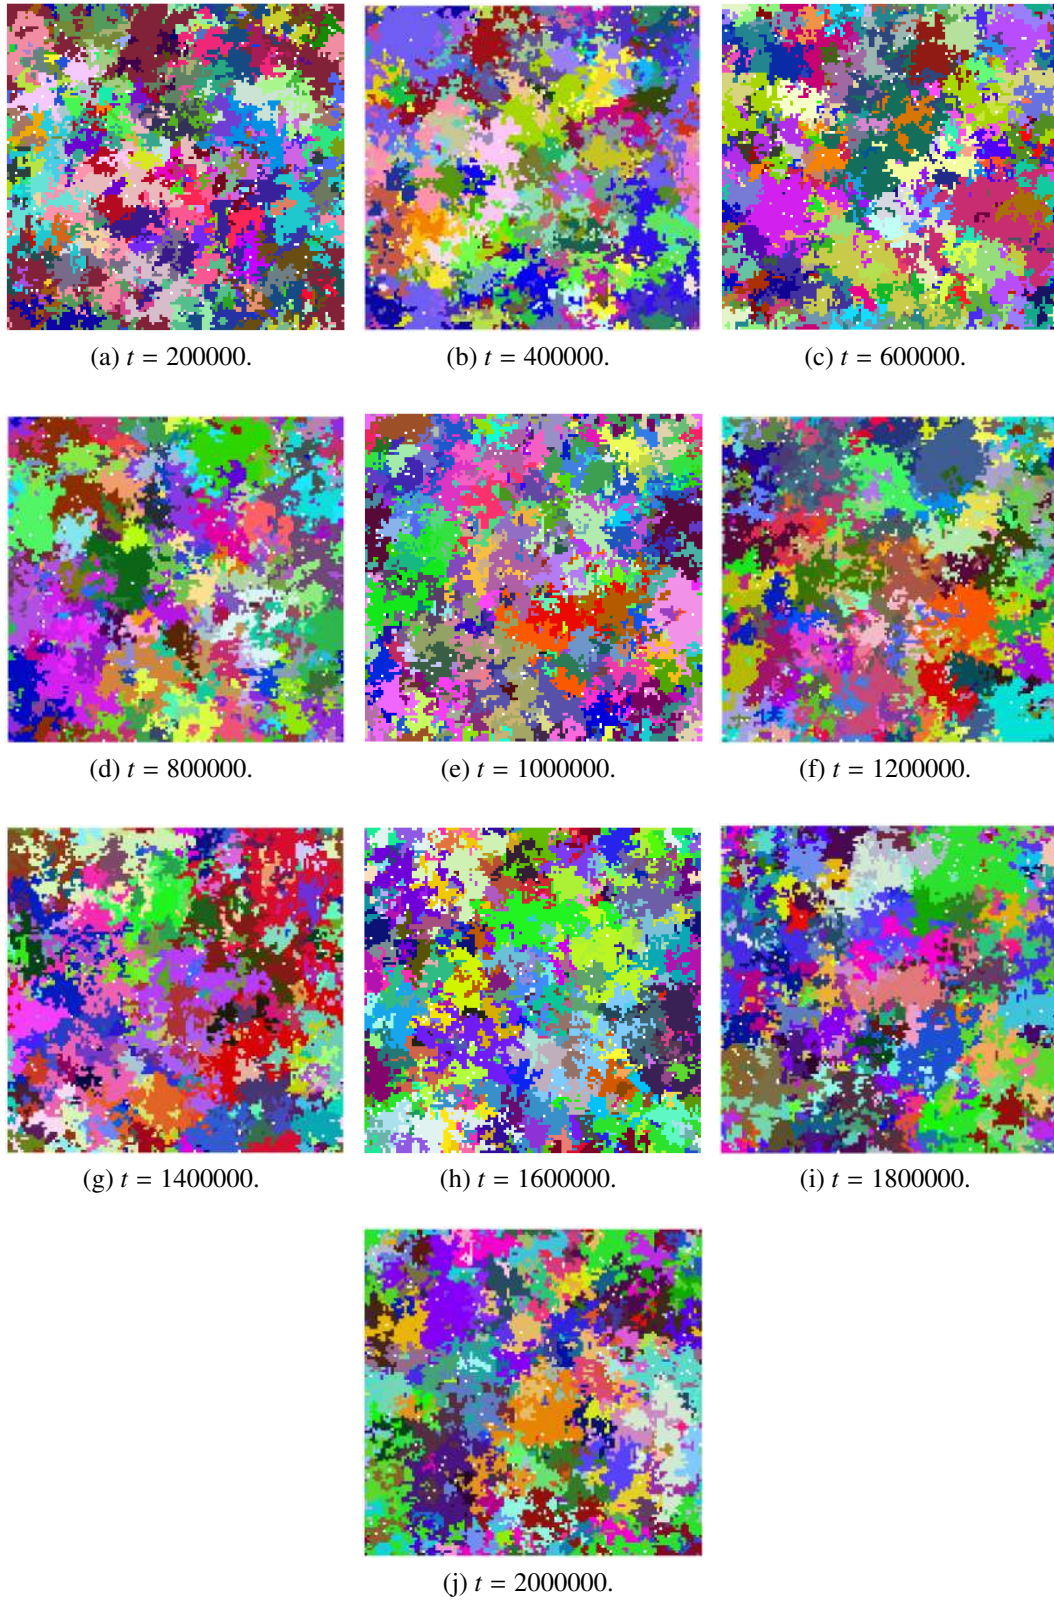 (a) t = 200000.
(b) t = 400000.
(c) t = 600000.
(d) t = 800000.
(e) t = 1000000.
(f) t = 1200000.
(g) t = 1400000.
(h) t = 1600000.
(i) t = 1800000.
(j) t = 2000000.